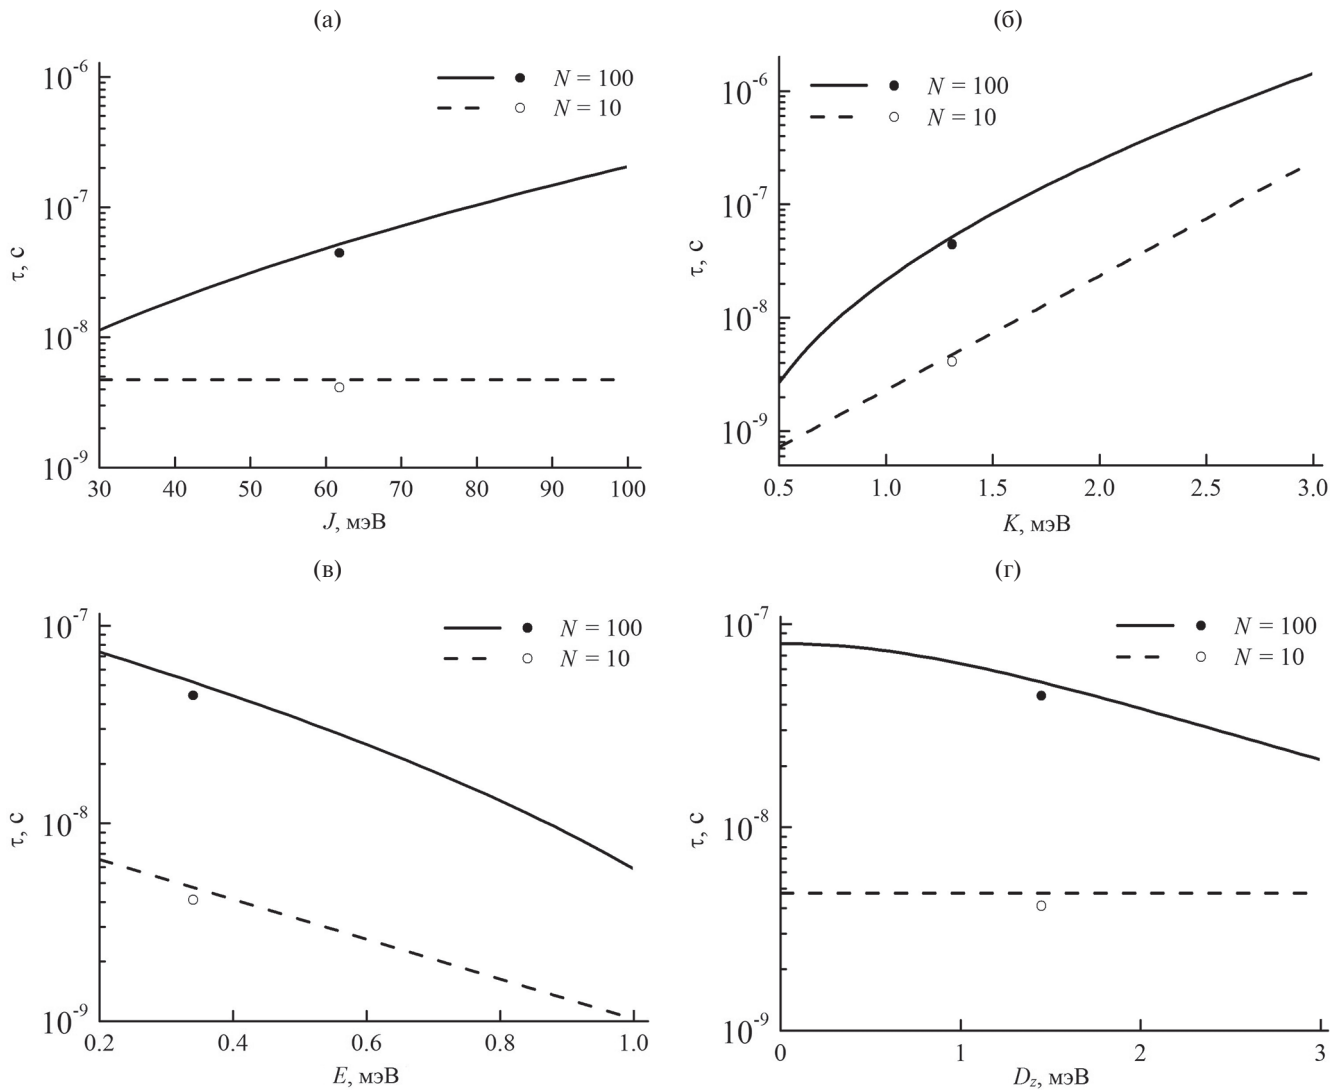 (а)
τ, с
10-6
10-7
10-8
10-9
N = 100
N = 10
30 40 50 60 70 80 90 100
J, мэВ
(б)
τ, с
10-6
10-7
10-8
10-9
N = 100
N = 10
0.5 1.0 1.5 2.0 2.5 3.0
K, мэВ
(в)
τ, с
10-7
10-8
10-9
N = 100
N = 10
0.2 0.4 0.6 0.8 1.0
E, мэВ
(г)
τ, с
10-7
10-8
10-9
N = 100
N = 10
0 1 2 3
Dz, мэВ